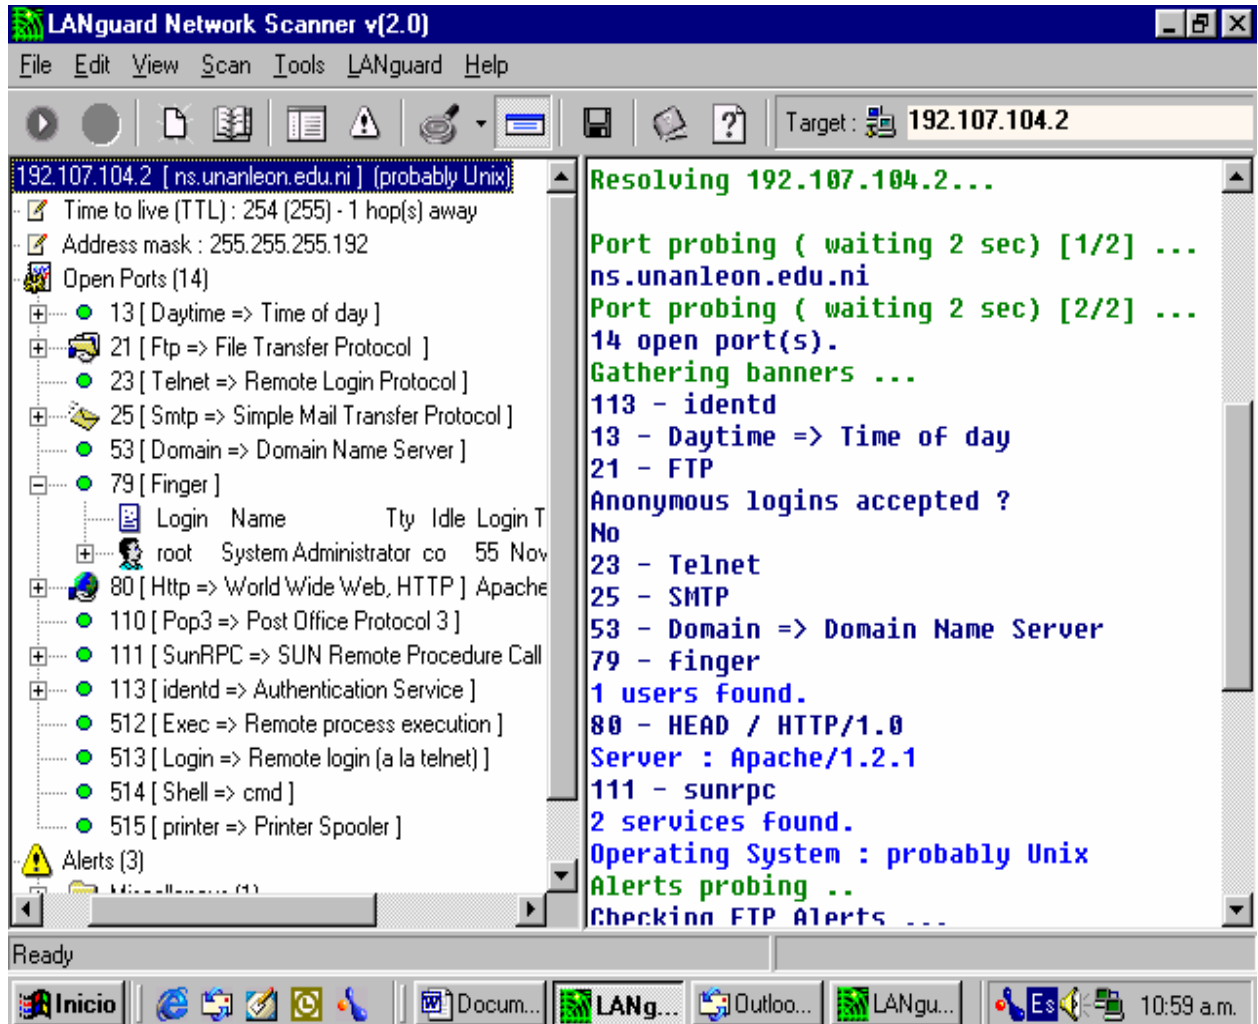 LANguard Network Scanner v(2.0)
File Edit View Scan Tools LANguard Help
Target : 192.107.104.2
192.107.104.2 [ ns.unanleon.edu.ni ] (probably Unix)
Time to live (TTL) : 254 (255) - 1 hop(s) away
Address mask : 255.255.255.192
Open Ports (14)
13 [ Daytime => Time of day ]
21 [ Ftp => File Transfer Protocol ]
23 [ Telnet => Remote Login Protocol ]
25 [ Smtp => Simple Mail Transfer Protocol ]
53 [ Domain => Domain Name Server ]
79 [ Finger ]
Login Name Tty Idle Login T
root System Administrator co 55 Nov
80 [ Http => World Wide Web, HTTP ] Apache
110 [ Pop3 => Post Office Protocol 3 ]
111 [ SunRPC => SUN Remote Procedure Call
113 [ identd => Authentication Service ]
512 [ Exec => Remote process execution ]
513 [ Login => Remote login (a la telnet) ]
514 [ Shell => cmd ]
515 [ printer => Printer Spooler ]
Alerts (3)
Resolving 192.107.104.2...
Port probing ( waiting 2 sec) [1/2] ...
ns.unanleon.edu.ni
Port probing ( waiting 2 sec) [2/2] ...
14 open port(s).
Gathering banners ...
113 - identd
13 - Daytime => Time of day
21 - FTP
Anonymous logins accepted ?
No
23 - Telnet
25 - SMTP
53 - Domain => Domain Name Server
79 - finger
1 users found.
80 - HEAD / HTTP/1.0
Server : Apache/1.2.1
111 - sunrpc
2 services found.
Operating System : probably Unix
Alerts probing ..
Checking FTP Alerts ...
Ready
Inicio Docum... LANg... Outloo... LANgu... Es 10:59 a.m.